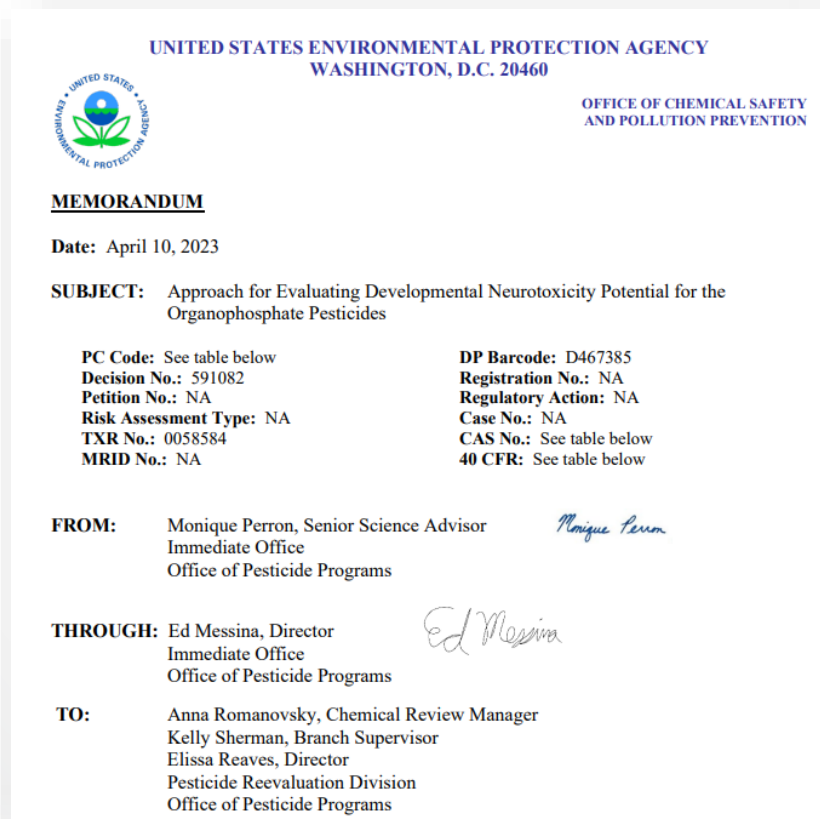 UNITED STATES ENVIRONMENTAL PROTECTION AGENCY
WASHINGTON, D.C. 20460
OFFICE OF CHEMICAL SAFETY
AND POLLUTION PREVENTION
UNITED STATES
ENVIRONMENTAL PROTECTION AGENCY
MEMORANDUM
Date: April 10, 2023
SUBJECT: Approach for Evaluating Developmental Neurotoxicity Potential for the
Organophosphate Pesticides
PC Code: See table below
Decision No.: 591082
Petition No.: NA
Risk Assessment Type: NA
TXR No.: 0058584
MRID No.: NA
DP Barcode: D467385
Registration No.: NA
Regulatory Action: NA
Case No.: NA
CAS No.: See table below
40 CFR: See table below
FROM: Monique Perron, Senior Science Advisor
Immediate Office
Office of Pesticide Programs
Monique Perron
THROUGH: Ed Messina, Director
Immediate Office
Office of Pesticide Programs
Ed Messina
TO: Anna Romanovsky, Chemical Review Manager
Kelly Sherman, Branch Supervisor
Elissa Reaves, Director
Pesticide Reevaluation Division
Office of Pesticide Programs